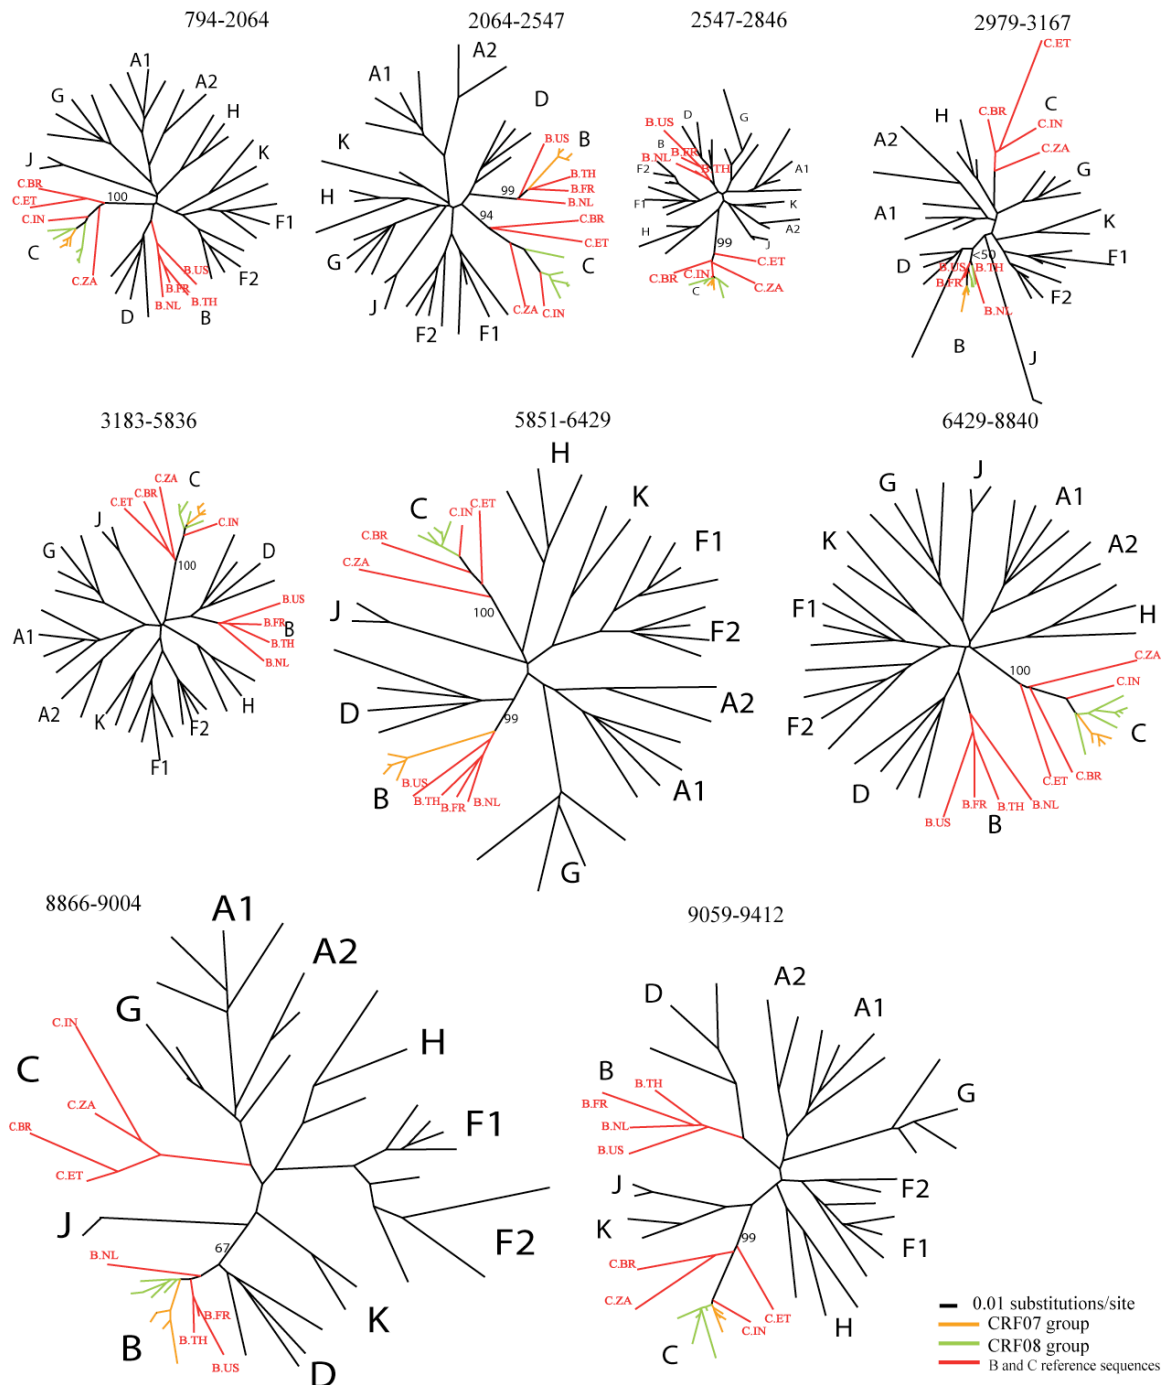 794-2064
2064-2547
2547-2846
2979-3167
A1
A2
G
H
K
J
C.BR
C.ET
C.IN
C
C.ZA
100
F1
F2
B.US
B.FR
B.TH
B.NL
B
D
A2
A1
D
K
B.US
B
B.TH
B.FR
B.NL
99
94
H
C.BR
C.ET
C
G
J
F2
F1
C.ZA
C.IN
G
D
B.US
B
B.FR
B.NL
B.TH
F2
A1
F1
K
A2
H
J
99
C.ET
C.BR
C.IN
C.ZA
C
C.ET
H
C.BR
C
C.IN
A2
C.ZA
G
A1
K
D
<50
F1
B.US
B.TH
B.FR
F2
B.NL
B
J
3183-5836
5851-6429
6429-8840
C.ZA
C
C.BR
C.ET
C.IN
J
G
D
100
B.US
B.FR
B
B.TH
B.NL
A1
A2
K
F2
H
F1
H
C
C.ET
C.IN
K
C.BR
F1
C.ZA
100
J
F2
D
99
A2
B.US
B
B.TH
B.FR
B.NL
A1
G
J
G
A1
K
A2
F1
H
C.ZA
100
C.IN
F2
C
C.BR
C.ET
D
B.US
B.FR
B.TH
B.NL
B
8866-9004
9059-9412
A1
A2
G
C.IN
H
C
C.ZA
C.BR
F1
C.ET
J
F2
67
B.NL
B.FR
B.TH
B
B.US
K
D
D
A2
A1
B
B.TH
B.FR
G
B.NL
B.US
J
F2
K
F1
99
C.BR
C.ZA
C.ET
C.IN
H
C
0.01 substitutions/site
CRF07 group
CRF08 group
B and C reference sequences